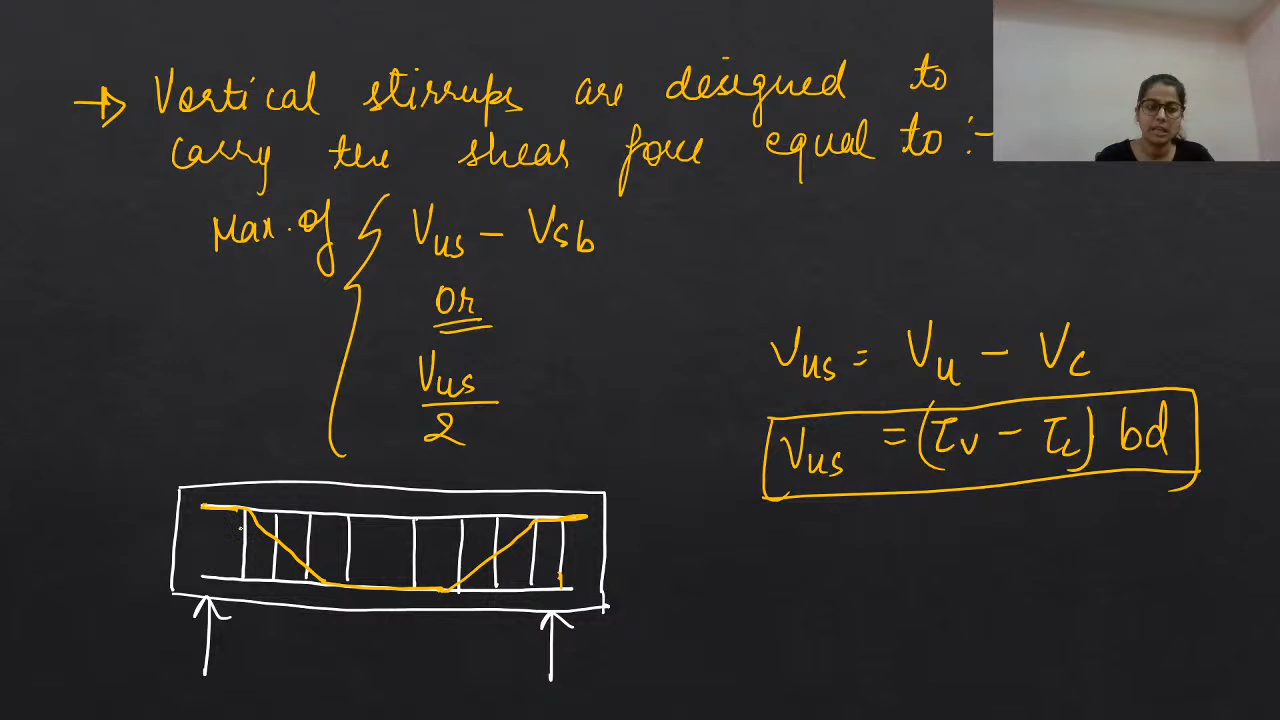 → Vertical stirrups are designed to
carry the shear force equal to :-
Max. of { Vus - Vsb
or
Vus/2
Vus = Vu - Vc
Vus = (τv - τc) bd